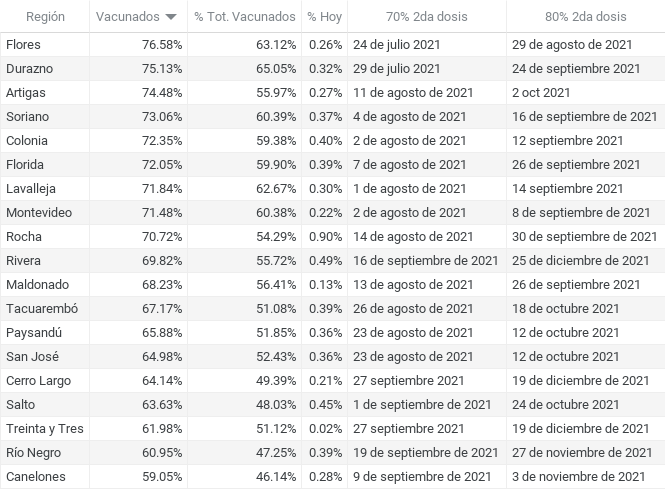 Región Vacunados % Tot. Vacunados % Hoy 70% 2da dosis 80% 2da dosis
Flores 76.58% 63.12% 0.26% 24 de julio 2021 29 de agosto de 2021
Durazno 75.13% 65.05% 0.32% 29 de julio 2021 24 de septiembre de 2021
Artigas 74.48% 55.97% 0.27% 11 de agosto de 2021 2 oct 2021
Soriano 73.06% 60.39% 0.37% 4 de agosto de 2021 16 de septiembre de 2021
Colonia 72.35% 59.38% 0.40% 2 de agosto de 2021 12 septiembre 2021
Florida 72.05% 59.90% 0.39% 7 de agosto de 2021 26 de septiembre 2021
Lavalleja 71.84% 62.67% 0.30% 1 de agosto de 2021 14 septiembre 2021
Montevideo 71.48% 60.38% 0.22% 2 de agosto de 2021 8 de septiembre de 2021
Rocha 70.72% 54.29% 0.90% 14 de agosto de 2021 30 de septiembre de 2021
Rivera 69.82% 55.72% 0.49% 16 de septiembre de 2021 25 de diciembre de 2021
Maldonado 68.23% 56.41% 0.13% 13 de agosto de 2021 26 de septiembre 2021
Tacuarembó 67.17% 51.08% 0.39% 26 de agosto de 2021 18 de octubre 2021
Paysandú 65.88% 51.85% 0.36% 23 de agosto de 2021 12 de octubre 2021
San José 64.98% 52.43% 0.36% 23 de agosto de 2021 12 de octubre 2021
Cerro Largo 64.14% 49.39% 0.21% 27 septiembre 2021 19 de diciembre de 2021
Salto 63.63% 48.03% 0.45% 1 de septiembre de 2021 24 de octubre 2021
Treinta y Tres 61.98% 51.12% 0.02% 27 septiembre 2021 19 de diciembre de 2021
Río Negro 60.95% 47.25% 0.39% 19 de septiembre de 2021 27 de noviembre de 2021
Canelones 59.05% 46.14% 0.28% 9 de septiembre de 2021 3 de noviembre de 2021